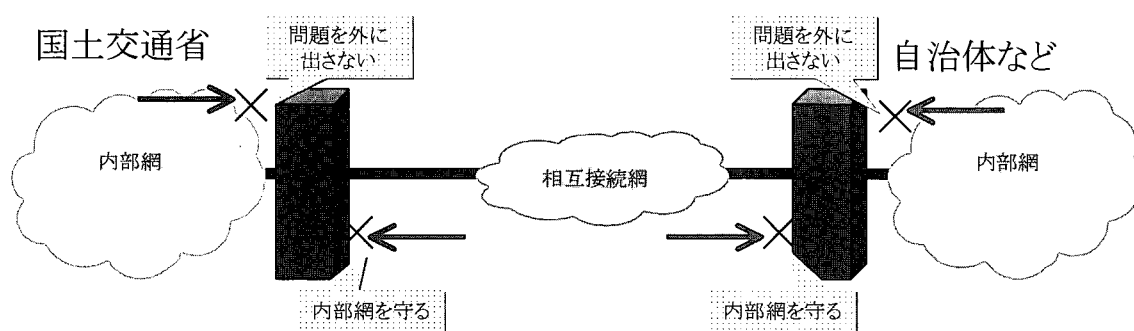 国土交通省
問題を外に
出さない
問題を外に
出さない
自治体など
内部網
相互接続網
内部網
内部網を守る
内部網を守る